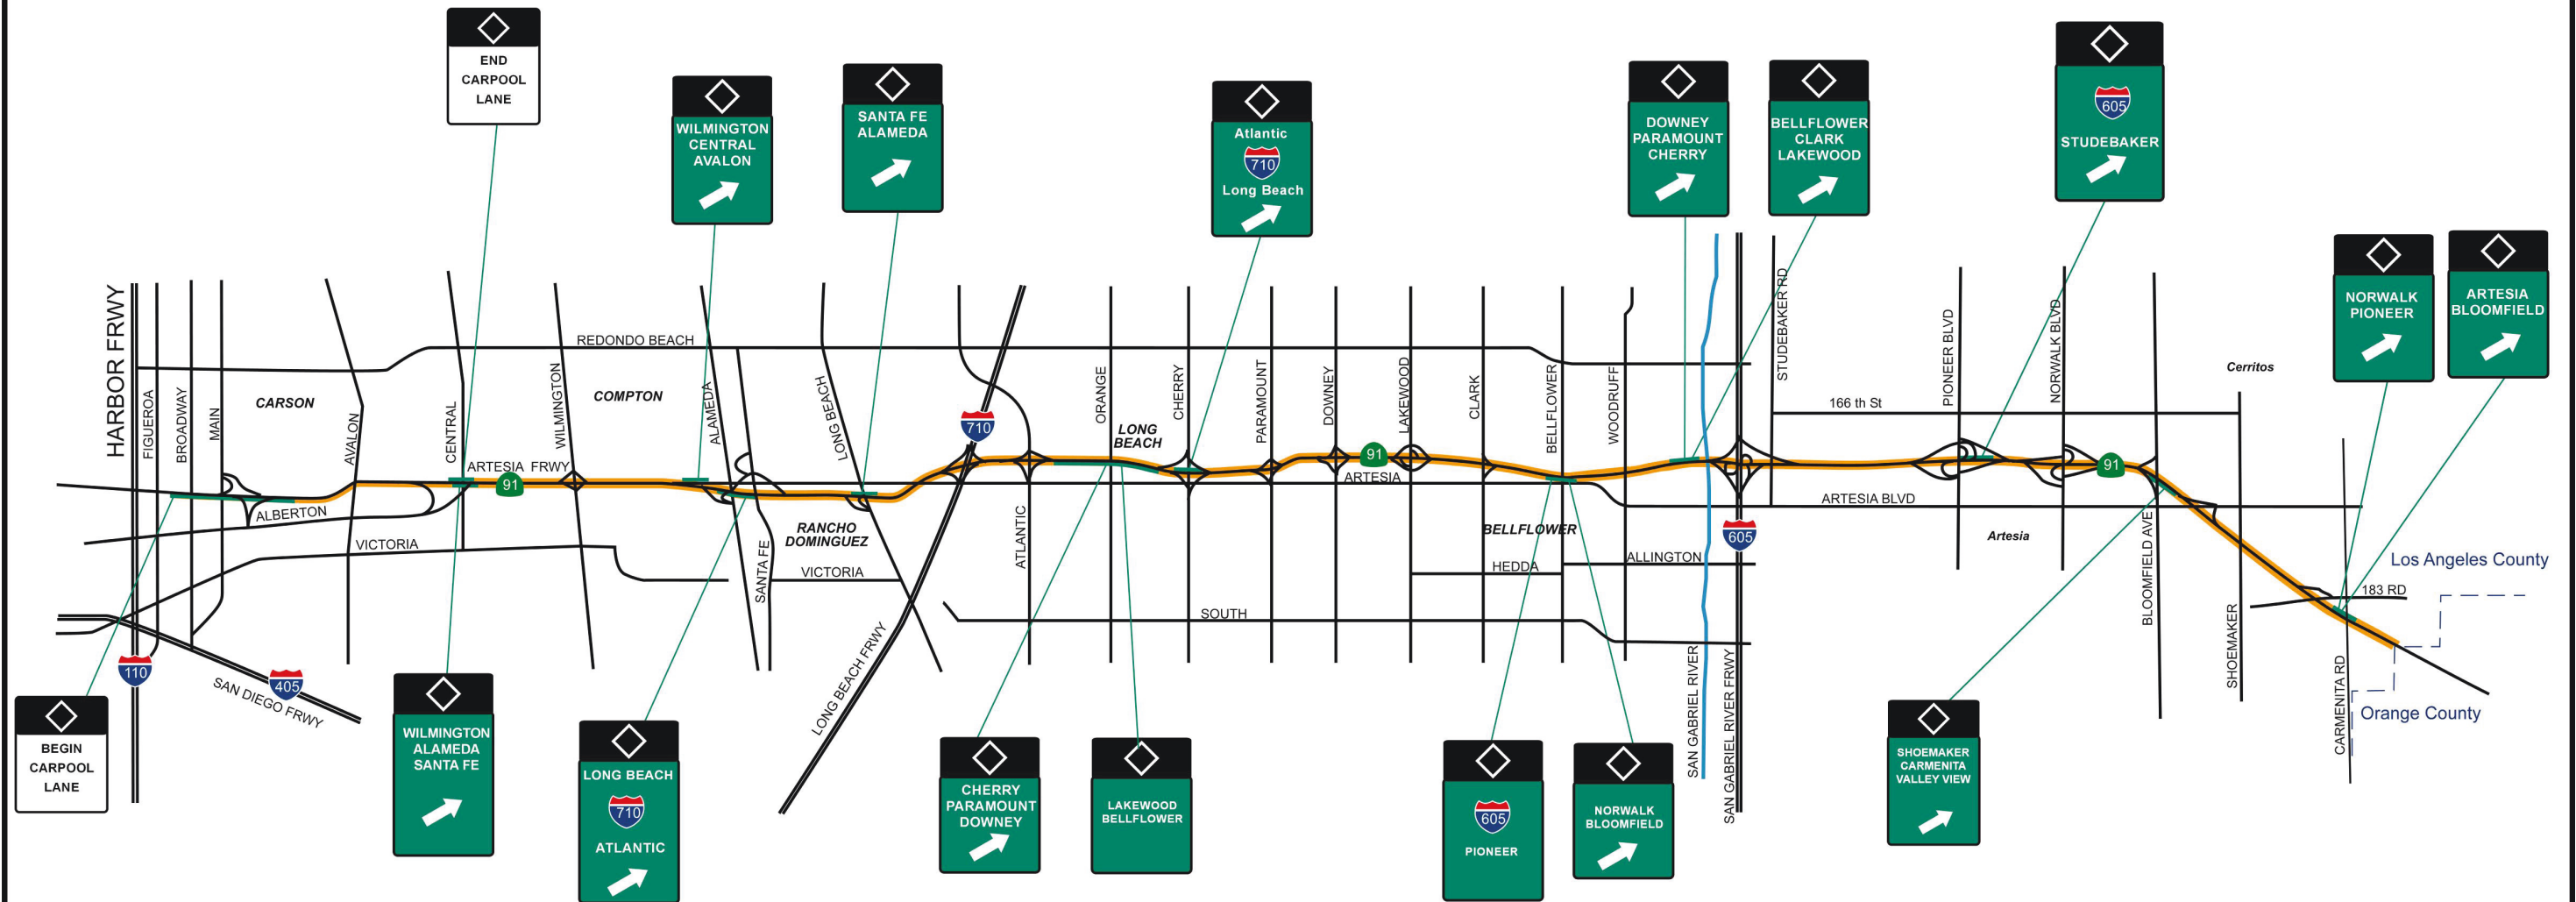 END
CARPOOL
LANE
WILMINGTON
CENTRAL
AVALON
SANTA FE
ALAMEDA
Atlantic
710
Long Beach
DOWNEY
PARAMOUNT
CHERRY
BELLFLOWER
CLARK
LAKEWOOD
605
STUDEBAKER
NORWALK
PIONEER
ARTESIA
BLOOMFIELD
HARBOR FRWY
FIGUEROA
BROADWAY
MAIN
CARSON
AVALON
CENTRAL
REDONDO BEACH
WILMINGTON
COMPTON
ALAMEDA
LONG BEACH
710
ORANGE
LONG
BEACH
CHERRY
PARAMOUNT
DOWNEY
91
LAKEWOOD
CLARK
BELLFLOWER
WOODRUFF
STUDEBAKER RD
166 th St
PIONEER BLVD
NORWALK BLVD
Cerritos
ARTESIA FRWY
91
ARTESIA
91
ALBERTON
VICTORIA
RANCHO
DOMINGUEZ
SANTA FE
VICTORIA
ATLANTIC
BELLFLOWER
HEDDA
ALLINGTON
605
ARTESIA BLVD
Artesia
BLOOMFIELD AVE
SHOEMAKER
183 RD
Los Angeles County
Orange County
CARMENITA RD
SOUTH
LONG BEACH FRWY
SAN GABRIEL RIVER
SAN GABRIEL RIVER FRWY
110
405
SAN DIEGO FRWY
BEGIN
CARPOOL
LANE
WILMINGTON
ALAMEDA
SANTA FE
LONG BEACH
710
ATLANTIC
CHERRY
PARAMOUNT
DOWNEY
LAKEWOOD
BELLFLOWER
605
PIONEER
NORWALK
BLOOMFIELD
SHOEMAKER
CARMENITA
VALLEY VIEW